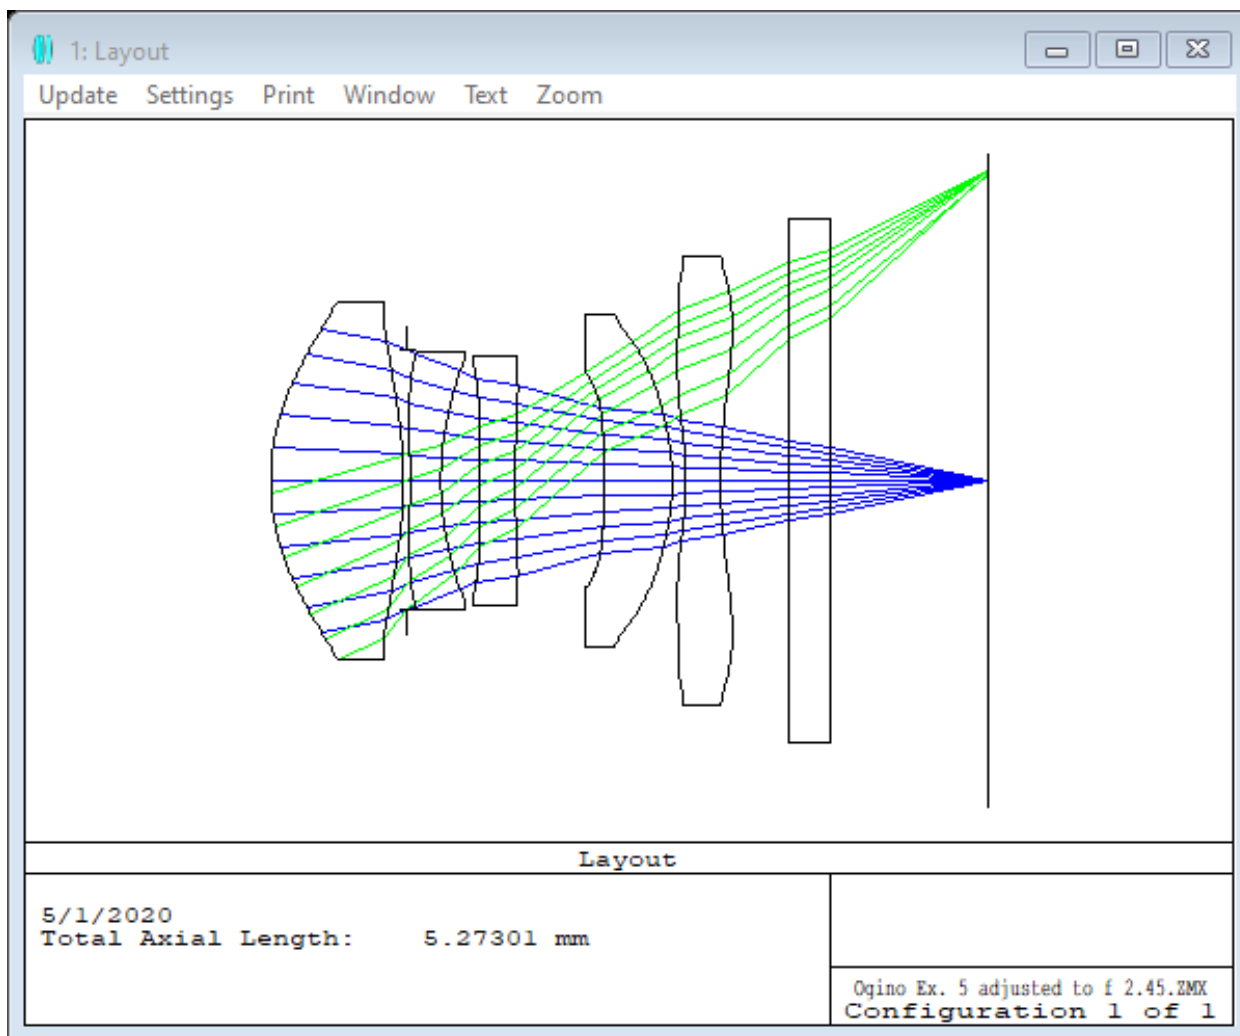 1: Layout
Update Settings Print Window Text Zoom
Layout
5/1/2020
Total Axial Length: 5.27301 mm
Ogino Ex. 5 adjusted to f 2.45.ZMX
Configuration 1 of 1